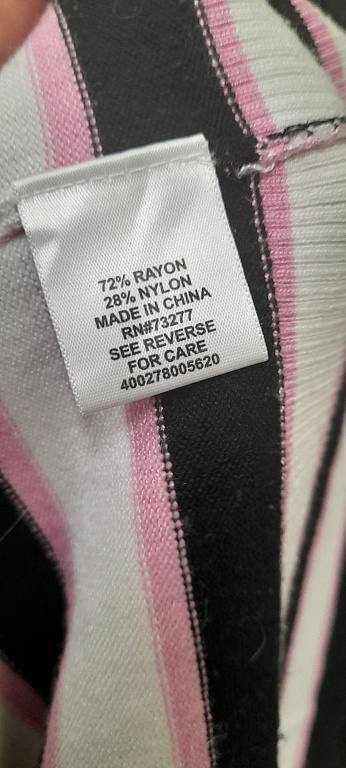 72% RAYON
28% NYLON
MADE IN CHINA
RN#73277
SEE REVERSE
FOR CARE
400278005620